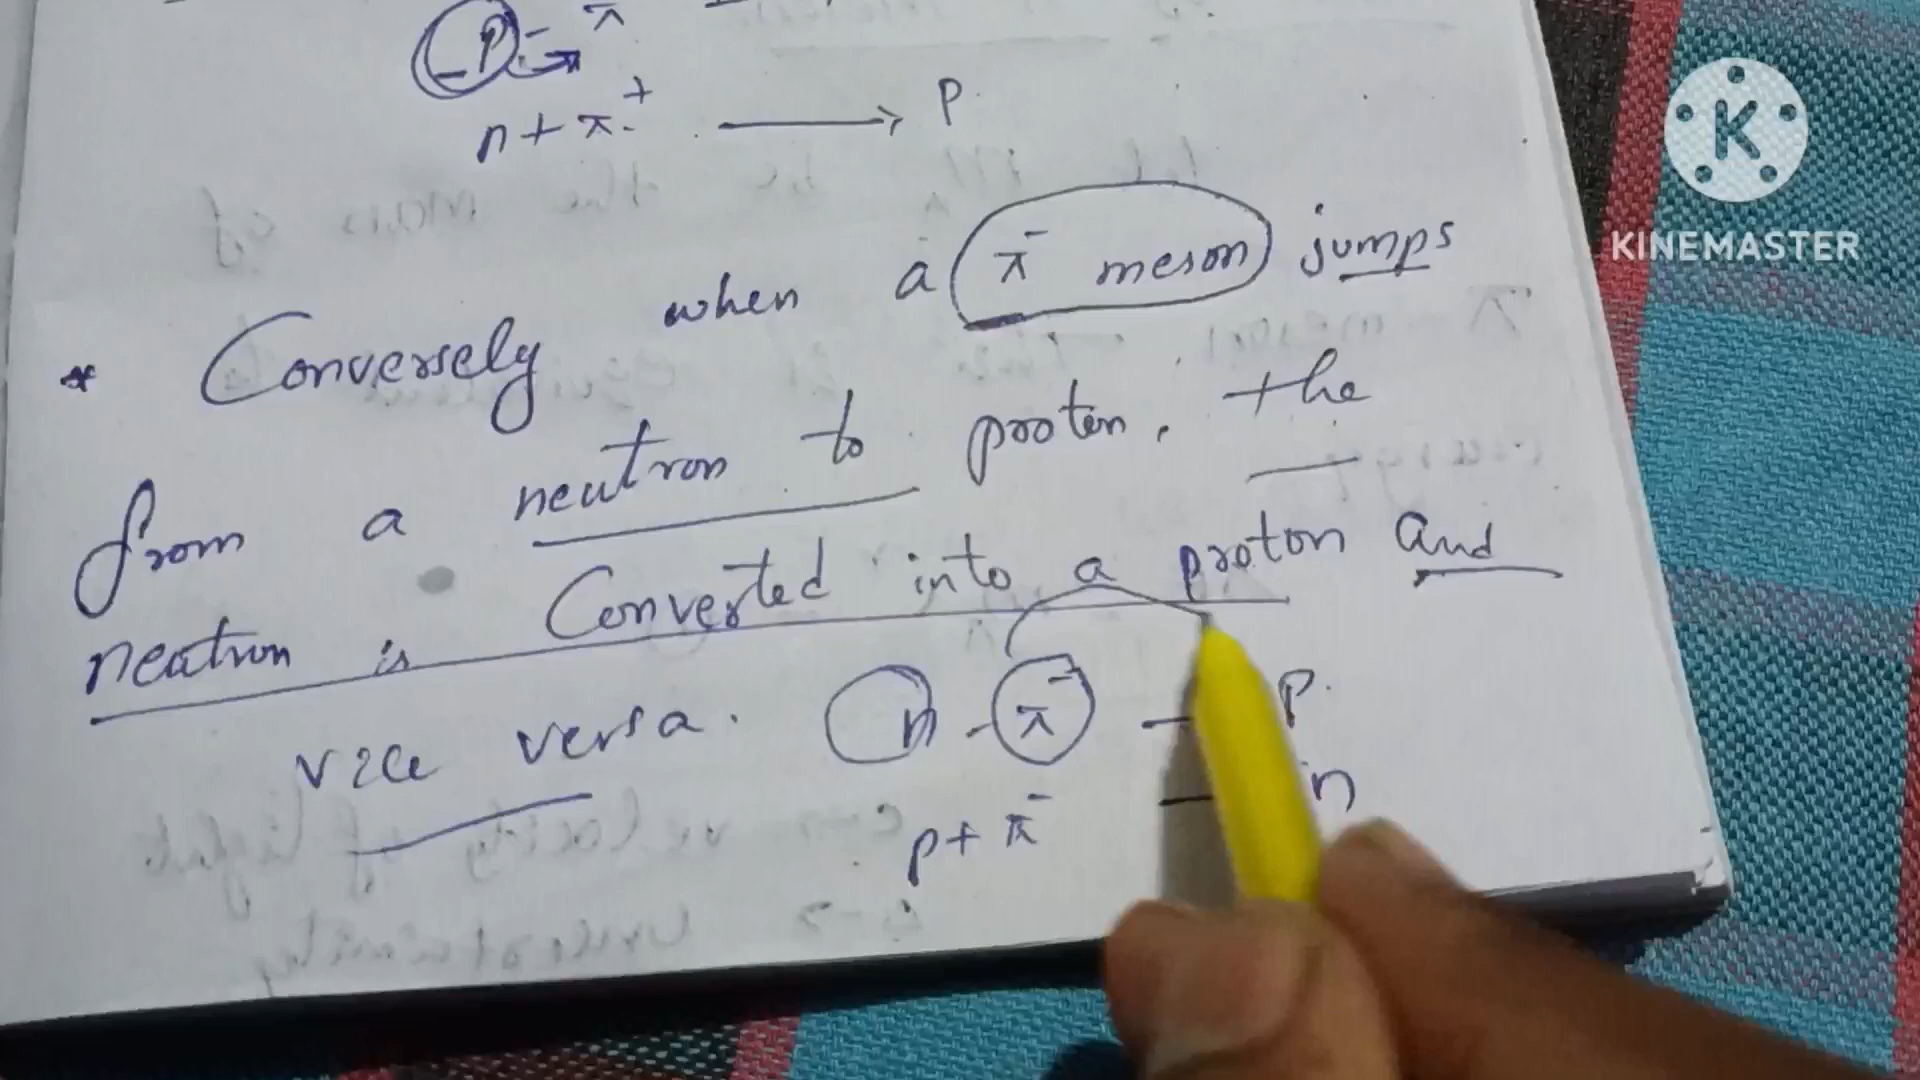 P - π
n + π⁺ → P
KINEMASTER
* Conversely when a π⁻ meson jumps
from a neutron to proton, the
neutron is Converted into a proton and
vice versa. n - π⁻ → P
p + π⁻ → n